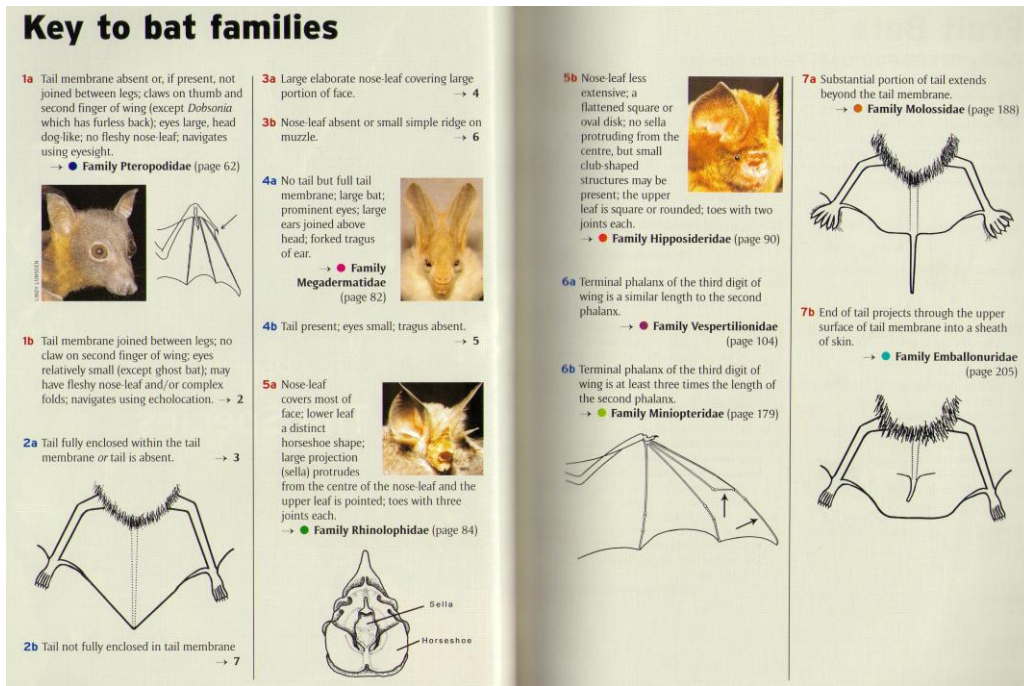 Key to bat families
1a Tail membrane absent or, if present, not
joined between legs; claws on thumb and
second finger of wing (except Dobsonia
which has furless back); eyes large, head
dog-like; no fleshy nose-leaf; navigates
using eyesight.
→ ● Family Pteropodidae (page 62)
LINDY LUMSDEN
1b Tail membrane joined between legs; no
claw on second finger of wing; eyes
relatively small (except ghost bat); may
have fleshy nose-leaf and/or complex
folds; navigates using echolocation. → 2
2a Tail fully enclosed within the tail
membrane or tail is absent. → 3
2b Tail not fully enclosed in tail membrane
→ 7
3a Large elaborate nose-leaf covering large
portion of face. → 4
3b Nose-leaf absent or small simple ridge on
muzzle. → 6
4a No tail but full tail
membrane; large bat;
prominent eyes; large
ears joined above
head; forked tragus
of ear.
→ ● Family
Megadermatidae
(page 82)
4b Tail present; eyes small; tragus absent.
→ 5
5a Nose-leaf
covers most of
face; lower leaf
a distinct
horseshoe shape;
large projection
(sella) protrudes
from the centre of the nose-leaf and the
upper leaf is pointed; toes with three
joints each.
→ ● Family Rhinolophidae (page 84)
Sella
Horseshoe
5b Nose-leaf less
extensive; a
flattened square or
oval disk; no sella
protruding from the
centre, but small
club-shaped
structures may be
present; the upper
leaf is square or rounded; toes with two
joints each.
→ ● Family Hipposideridae (page 90)
6a Terminal phalanx of the third digit of
wing is a similar length to the second
phalanx.
→ ● Family Vespertilionidae
(page 104)
6b Terminal phalanx of the third digit of
wing is at least three times the length of
the second phalanx.
→ ● Family Miniopteridae (page 179)
7a Substantial portion of tail extends
beyond the tail membrane.
→ ● Family Molossidae (page 188)
7b End of tail projects through the upper
surface of tail membrane into a sheath
of skin.
→ ● Family Emballonuridae
(page 205)